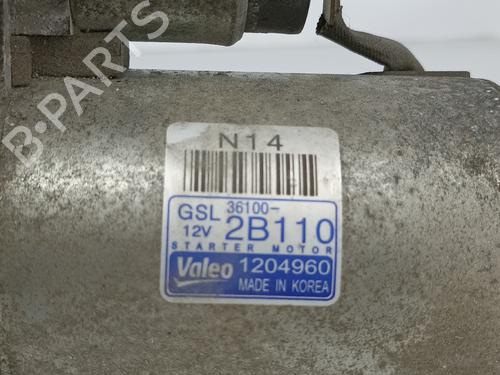 B-PARTS
N14
GSL 36100-
12V 2B110
STARTER MOTOR
Valeo 1204960
MADE IN KOREA